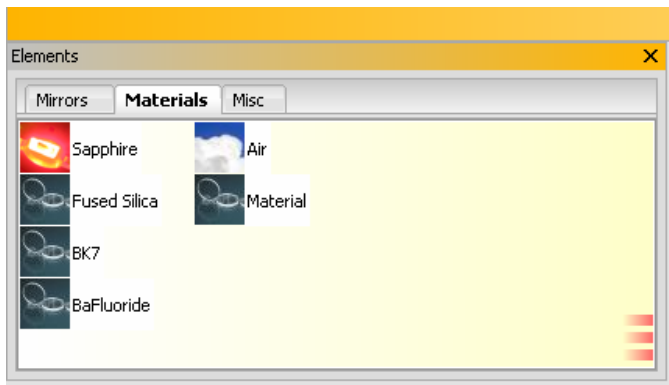 Elements
Mirrors Materials Misc
Sapphire Air
Fused Silica Material
BK7
BaFluoride